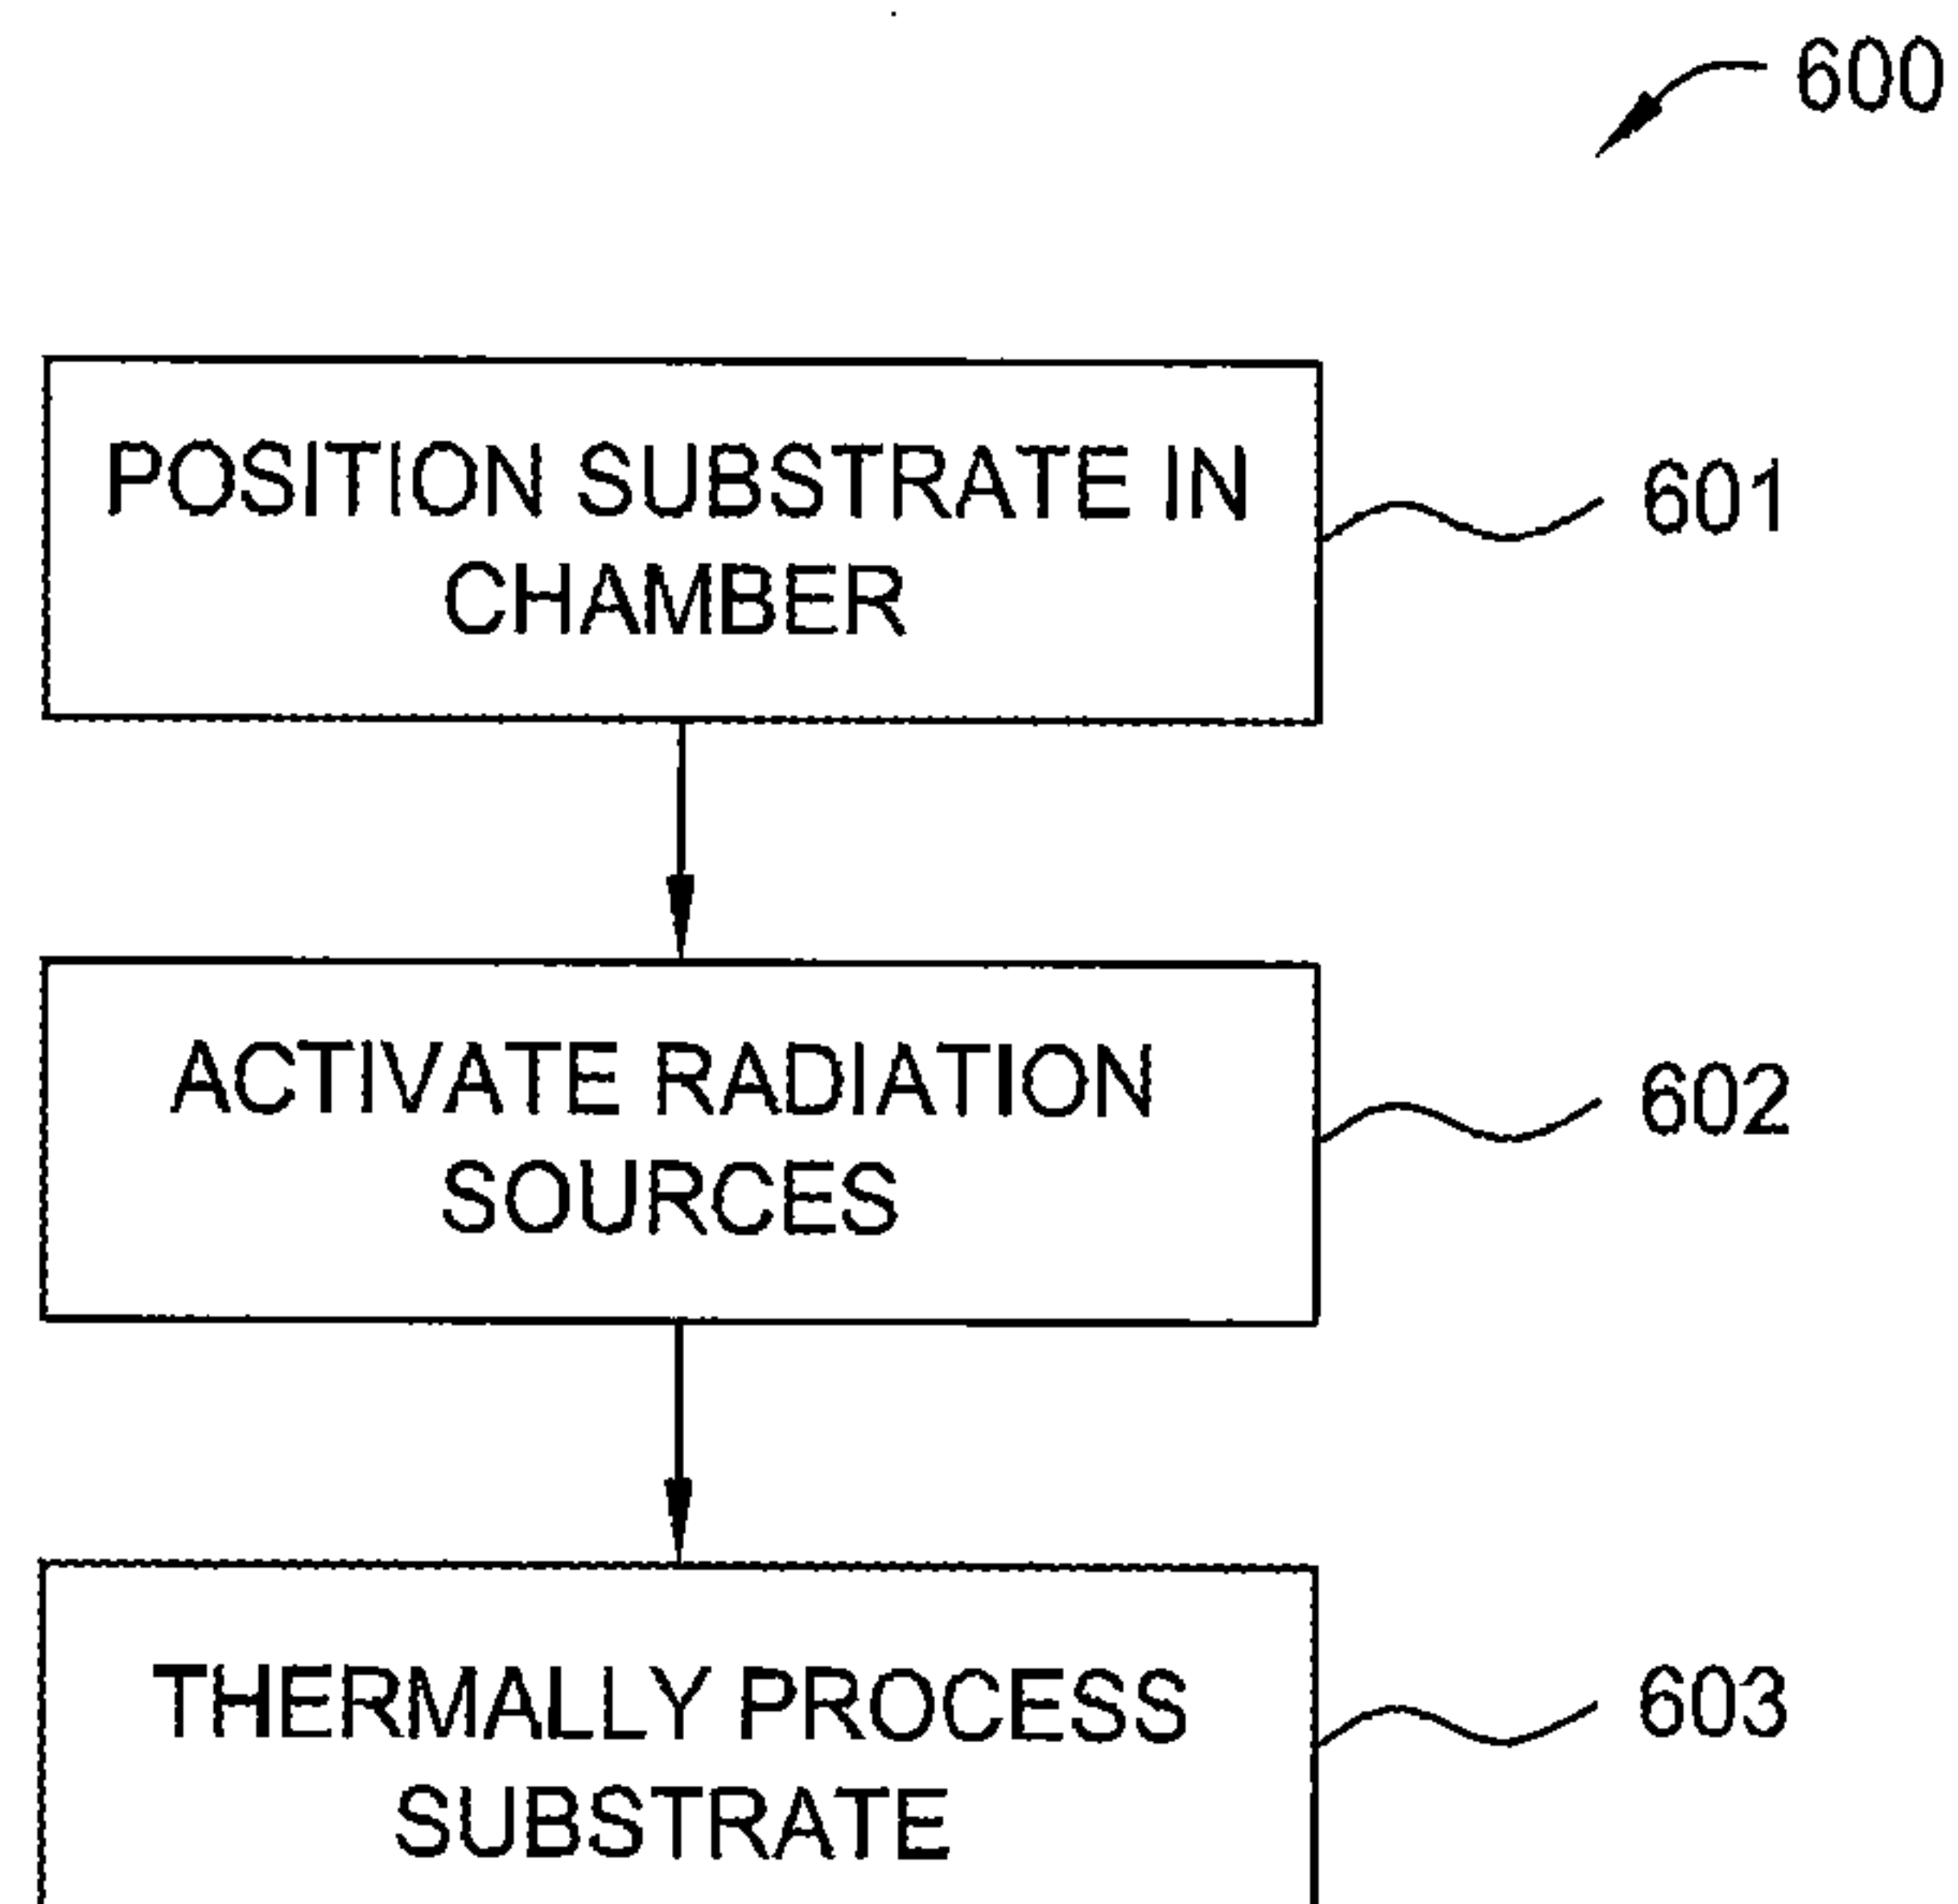 600
POSITION SUBSTRATE IN
CHAMBER
601
ACTIVATE RADIATION
SOURCES
602
THERMALLY PROCESS
SUBSTRATE
603